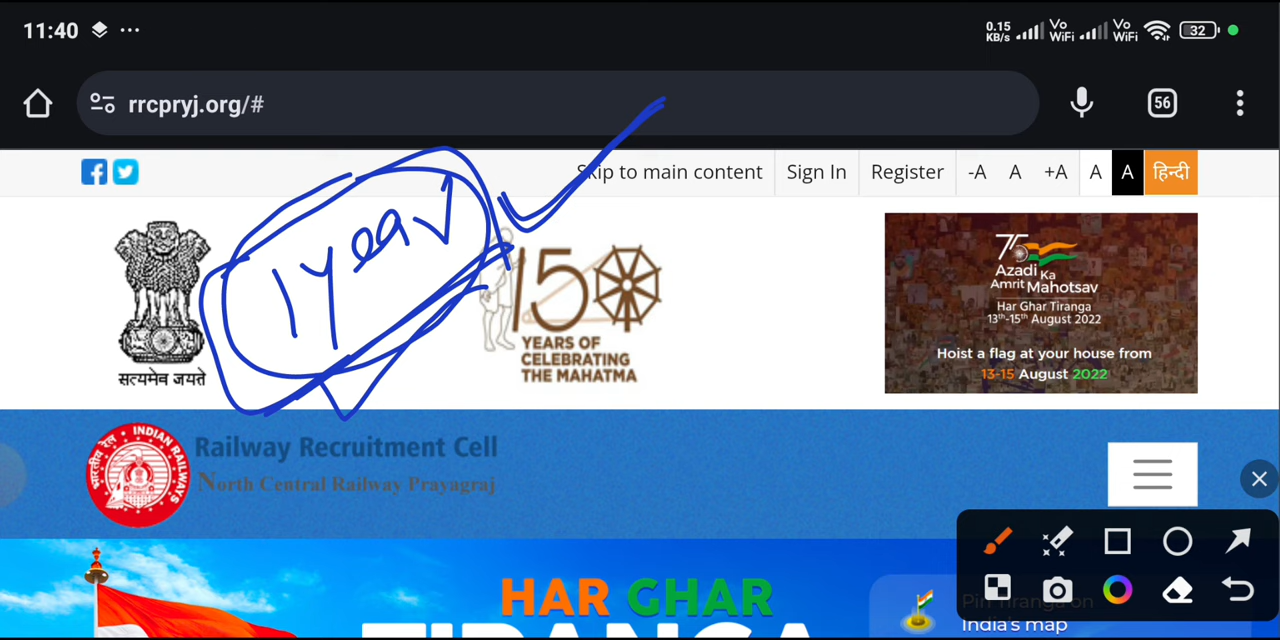 11:40 ...
0.15 KB/s Vo WiFi Vo WiFi 32
rrcpryj.org/# 56
Skip to main content Sign In Register -A A +A A A हिन्दी
1 Year
150
YEARS OF
CELEBRATING
THE MAHATMA
सत्यमेव जयते
75
Azadi Ka
Amrit Mahotsav
Har Ghar Tiranga
13th-15th August 2022
Hoist a flag at your house from
13-15 August 2022
भारतीय रेल INDIAN RAILWAYS
Railway Recruitment Cell
North Central Railway Prayagraj
HAR GHAR
TIRANGA
Pin Tiranga on
India's map